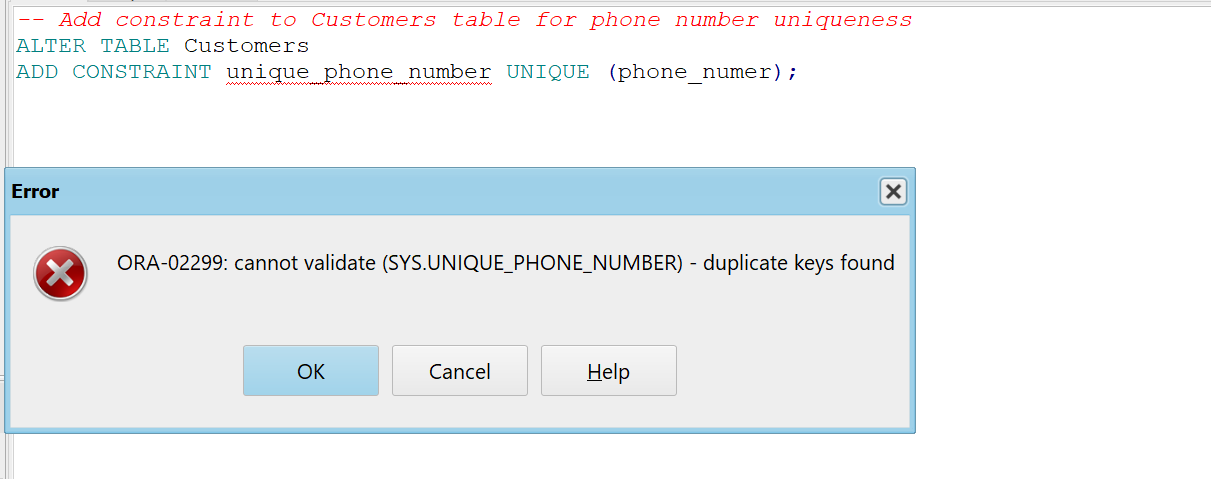 -- Add constraint to Customers table for phone number uniqueness
ALTER TABLE Customers
ADD CONSTRAINT unique_phone_number UNIQUE (phone_numer);
Error
ORA-02299: cannot validate (SYS.UNIQUE_PHONE_NUMBER) - duplicate keys found
OK Cancel Help